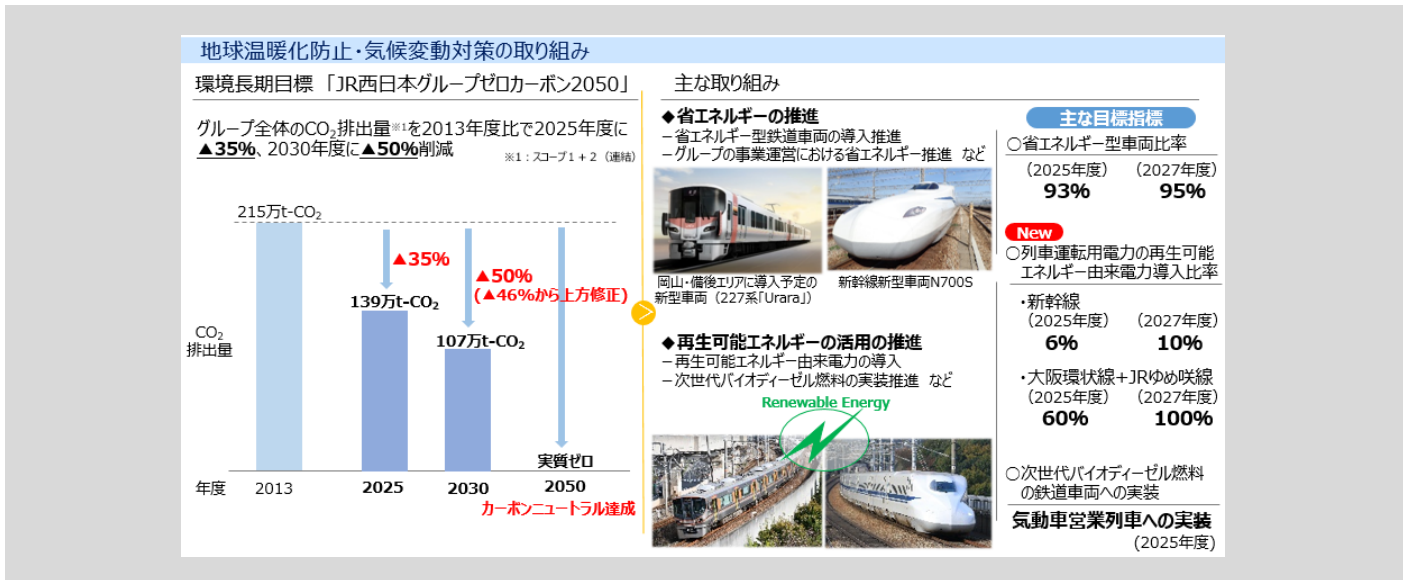 地球温暖化防止・気候変動対策の取り組み
環境長期目標 「JR西日本グループゼロカーボン2050」
グループ全体のCO₂排出量※1を2013年度比で2025年度に
▲35%、2030年度に▲50%削減
※1：スコープ1＋2（連結）
215万t-CO₂
▲35%
▲50%
(▲46%から上方修正)
139万t-CO₂
107万t-CO₂
CO₂
排出量
実質ゼロ
年度 2013 2025 2030 2050
カーボンニュートラル達成
>
主な取り組み
◆省エネルギーの推進
－省エネルギー型鉄道車両の導入推進
－グループの事業運営における省エネルギー推進 など
岡山・備後エリアに導入予定の
新型車両（227系「Urara」）
新幹線新型車両N700S
◆再生可能エネルギーの活用の推進
－再生可能エネルギー由来電力の導入
－次世代バイオディーゼル燃料の実装推進 など
Renewable Energy
主な目標指標
○省エネルギー型車両比率
（2025年度） （2027年度）
93% 95%
New
○列車運転用電力の再生可能
エネルギー由来電力導入比率
・新幹線
（2025年度） （2027年度）
6% 10%
・大阪環状線+JRゆめ咲線
（2025年度） （2027年度）
60% 100%
○次世代バイオディーゼル燃料
の鉄道車両への実装
気動車営業列車への実装
(2025年度)